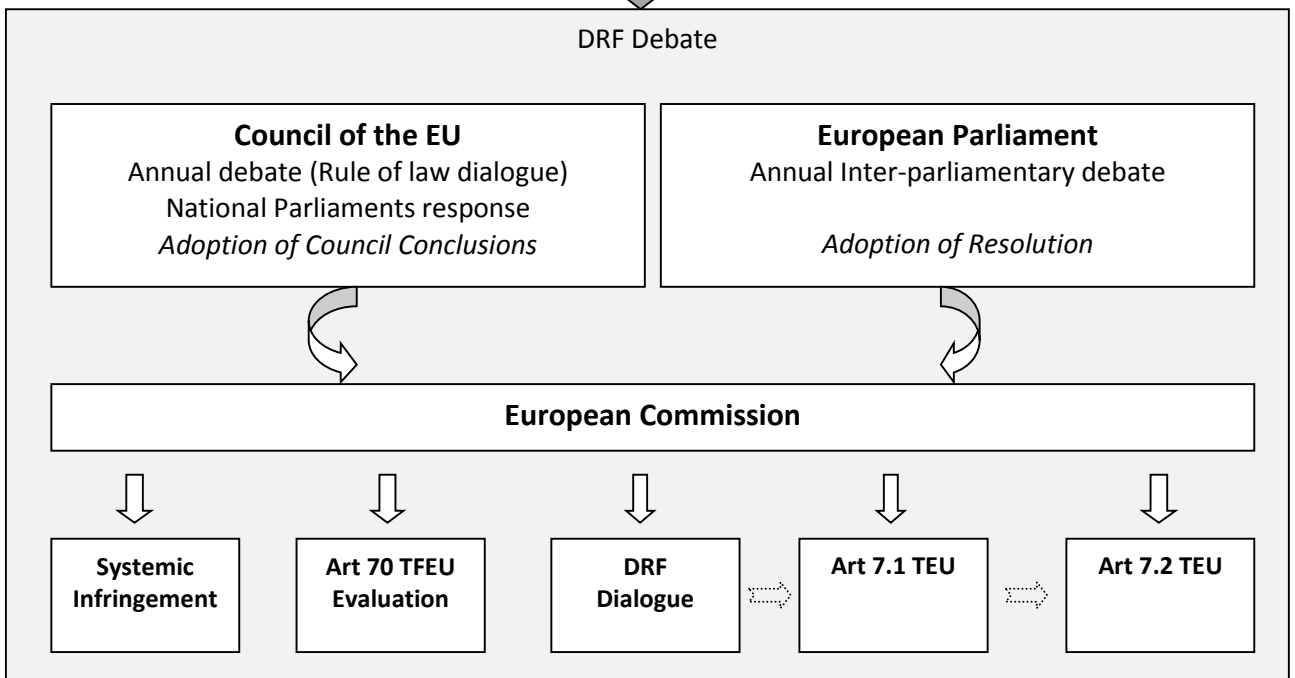 DRF Debate
Council of the EU
Annual debate (Rule of law dialogue)
National Parliaments response
Adoption of Council Conclusions
European Parliament
Annual Inter-parliamentary debate
Adoption of Resolution
European Commission
Systemic
Infringement
Art 70 TFEU
Evaluation
DRF
Dialogue
Art 7.1 TEU
Art 7.2 TEU